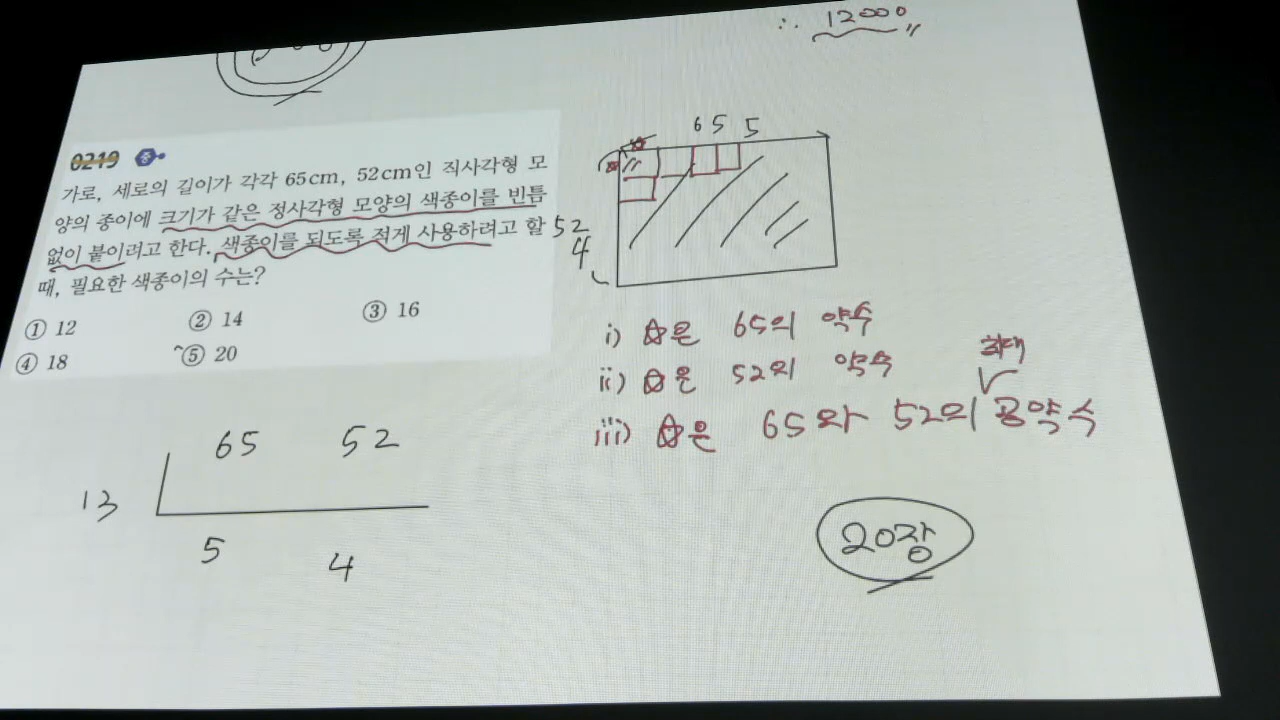 ∴ 12000
0219 중
가로, 세로의 길이가 각각 65cm, 52cm인 직사각형 모
양의 종이에 크기가 같은 정사각형 모양의 색종이를 빈틈
없이 붙이려고 한다. 색종이를 되도록 적게 사용하려고 할
때, 필요한 색종이의 수는?
① 12 ② 14 ③ 16
④ 18 ⑤ 20
65 5
52
4
i) ☆은 65의 약수
ii) ☆은 52의 약수
최대
iii) ☆은 65와 52의 공약수
65 52
13
5 4
20장